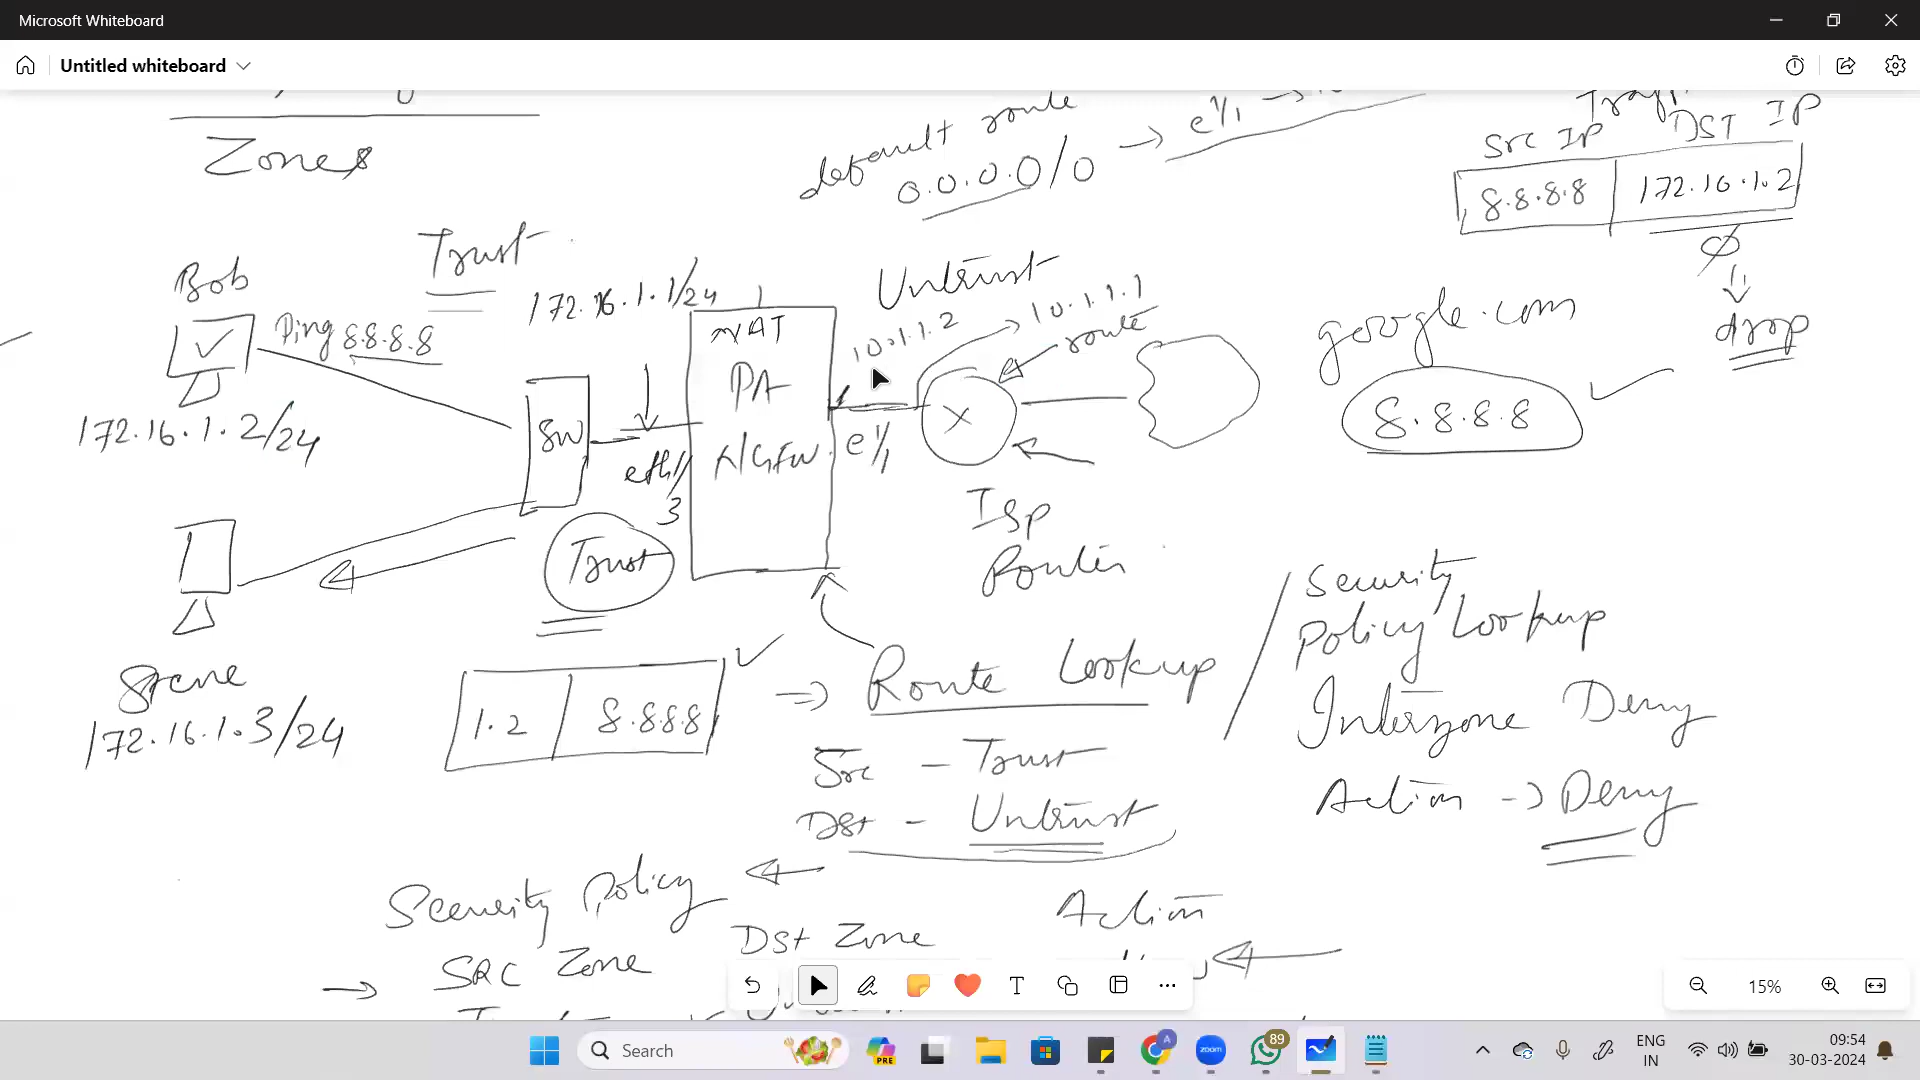 Microsoft Whiteboard
Untitled whiteboard
Zones
default route
0.0.0.0/0 → e1/1 →
Src IP DST IP
8.8.8.8 172.16.1.2
drop
Trust
Bob
Ping 8.8.8.8
172.16.1.2/24
172.16.1.1/24
NAT
PA
NGFW
SW
eth1/3
Trust
Untrust
10.1.1.2
10.1.1.1
route
e1/1
X
ISP
Router
google.com
8.8.8.8
172.16.1.3/24
1.2 8.8.8.8
⇒ Route Lookup
Src - Trust
Dst - Untrust
Security
Policy Lookup
Interzone Deny
Action → Deny
Security Policy
→ SRC Zone
DST Zone
Action
15%
Search
PRE
A
zoom
89
ENG
IN
09:54
30-03-2024